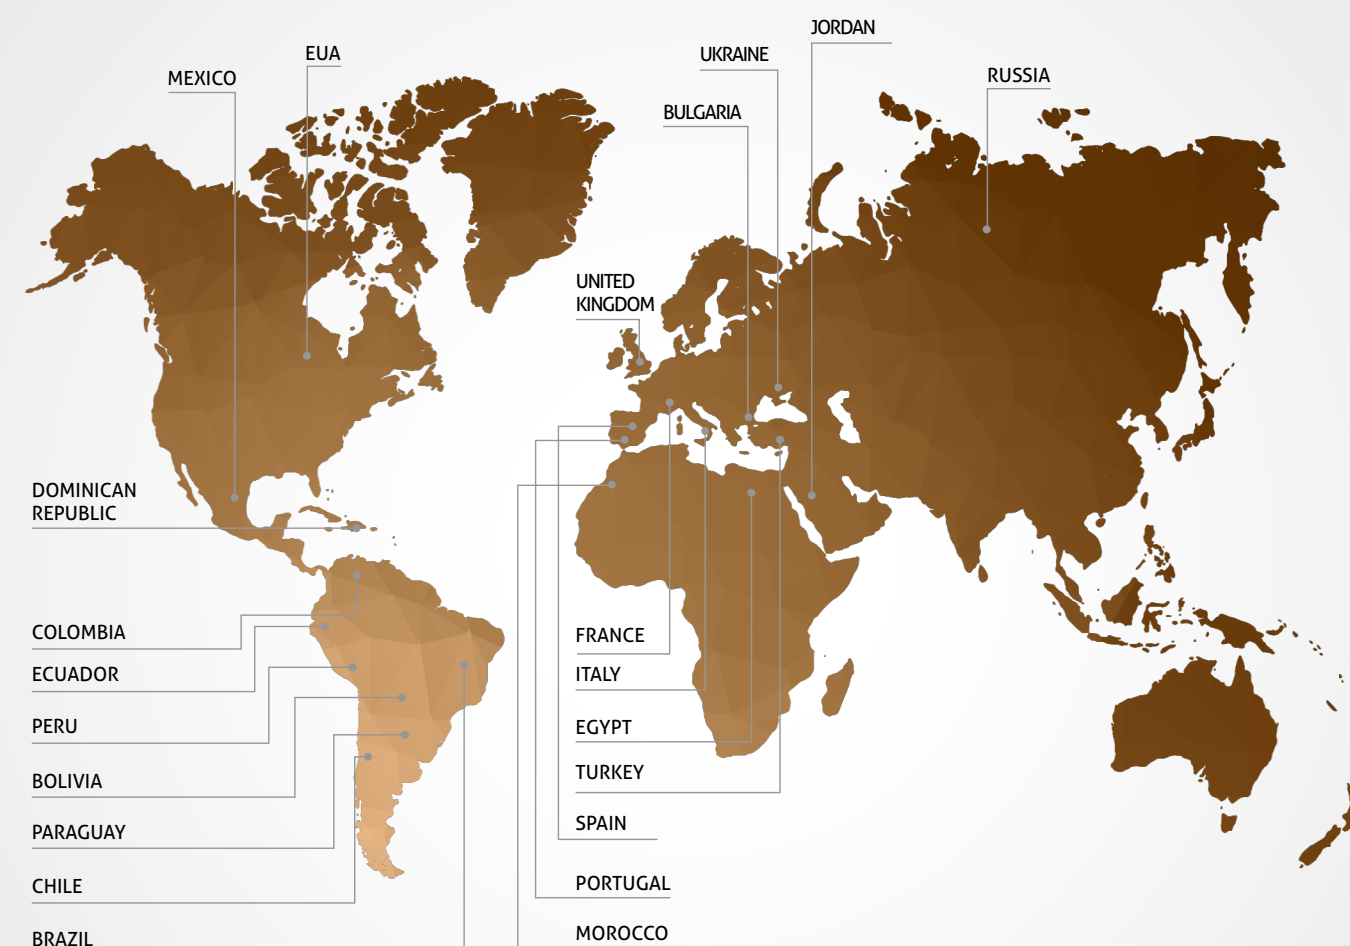 JORDAN
EUA
UKRAINE
MEXICO
RUSSIA
BULGARIA
UNITED
KINGDOM
DOMINICAN
REPUBLIC
COLOMBIA
ECUADOR
PERU
BOLIVIA
PARAGUAY
CHILE
BRAZIL
FRANCE
ITALY
EGYPT
TURKEY
SPAIN
PORTUGAL
MOROCCO